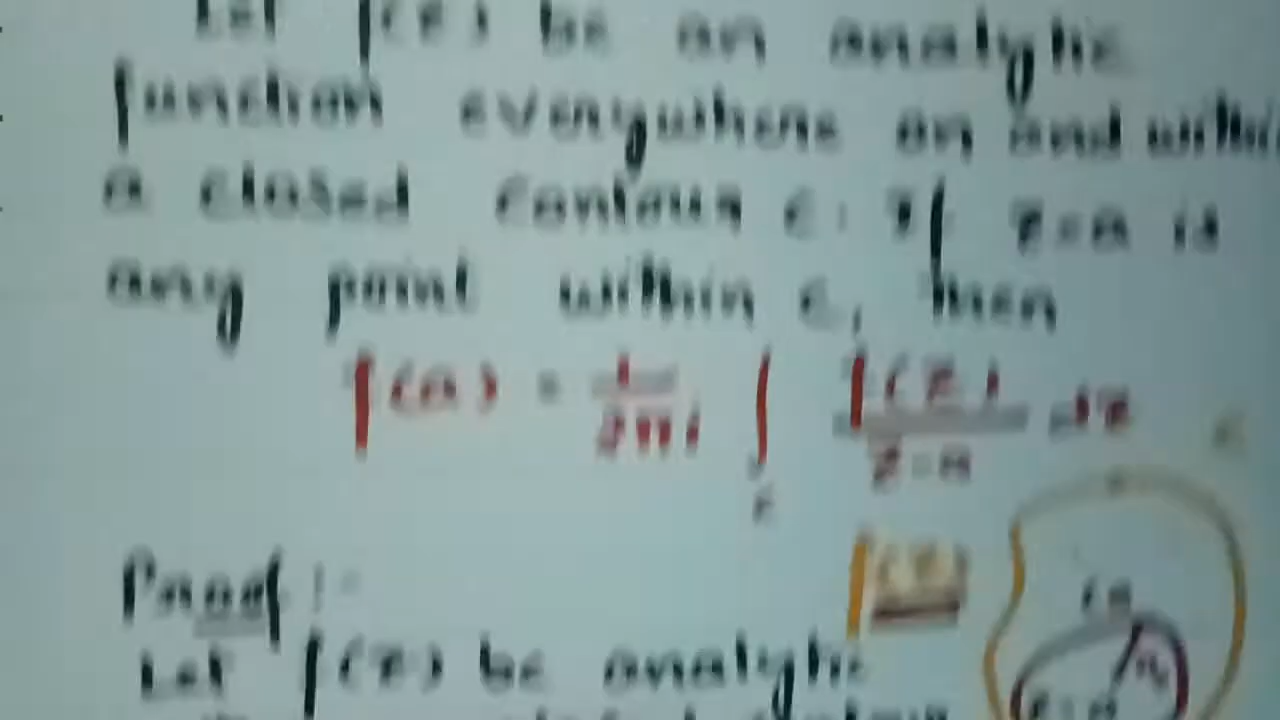 Let f(z) be an analytic
function everywhere on and within
a closed contour c. If z=a is
any point within c, then
f(a) = 1/2πi ∫c f(z)/z-a dz
Proof :-
f(z)
Let f(z) be analytic
z=a